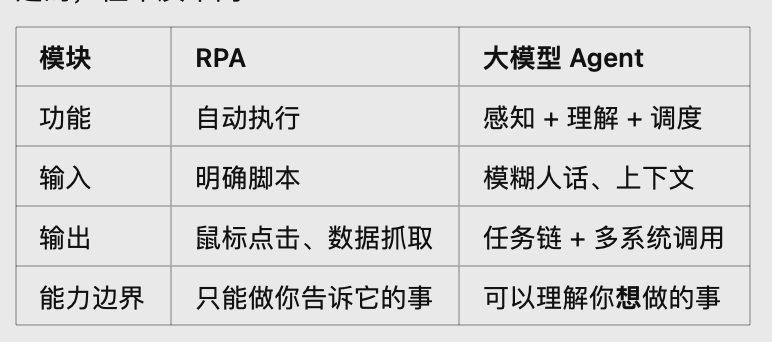 模块 RPA 大模型 Agent
功能 自动执行 感知 + 理解 + 调度
输入 明确脚本 模糊人话、上下文
输出 鼠标点击、数据抓取 任务链 + 多系统调用
能力边界 只能做你告诉它的事 可以理解你想做的事